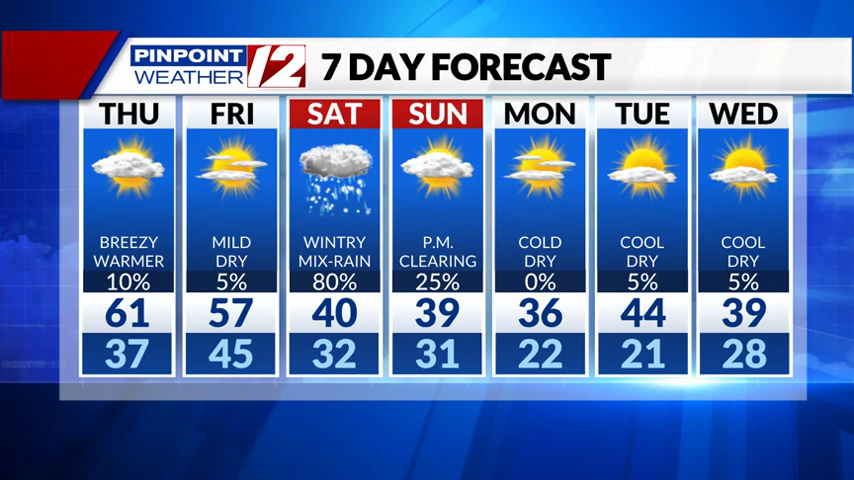 PINPOINT
WEATHER 12
7 DAY FORECAST
THU FRI SAT SUN MON TUE WED
BREEZY MILD WINTRY P.M. COLD COOL COOL
WARMER DRY MIX-RAIN CLEARING DRY DRY DRY
10% 5% 80% 25% 0% 5% 5%
61 57 40 39 36 44 39
37 45 32 31 22 21 28